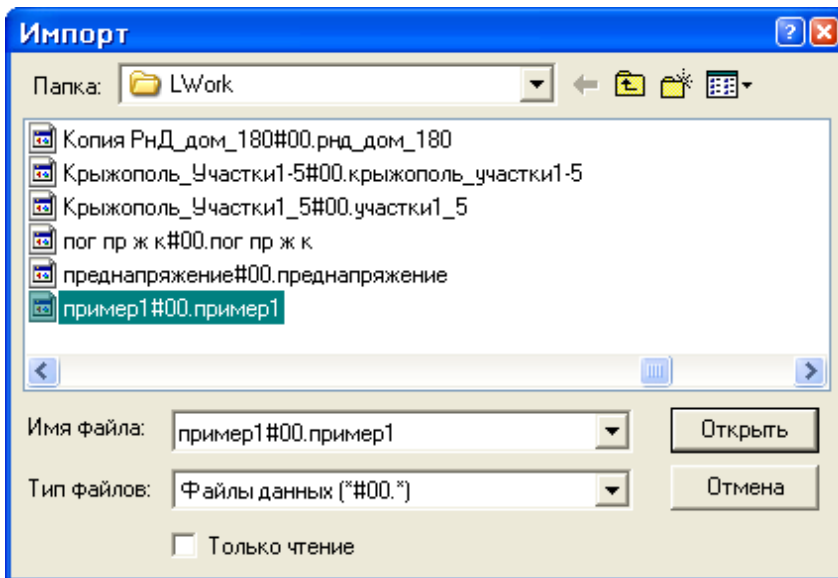 Импорт
Папка: LWork
Копия РнД_дом_180#00.рнд_дом_180
Крыжополь_Участки1-5#00.крыжополь_участки1-5
Крыжополь_Участки1_5#00.участки1_5
пог пр ж к#00.пог пр ж к
преднапряжение#00.преднапряжение
пример1#00.пример1
Имя файла: пример1#00.пример1 Открыть
Тип файлов: Файлы данных (*#00.*) Отмена
Только чтение